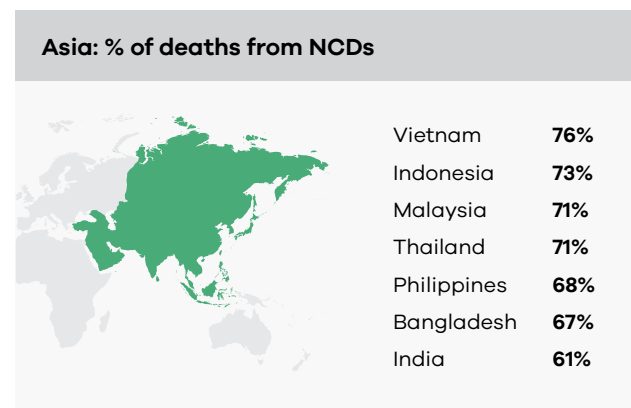 Asia: % of deaths from NCDs
Vietnam 76%
Indonesia 73%
Malaysia 71%
Thailand 71%
Philippines 68%
Bangladesh 67%
India 61%